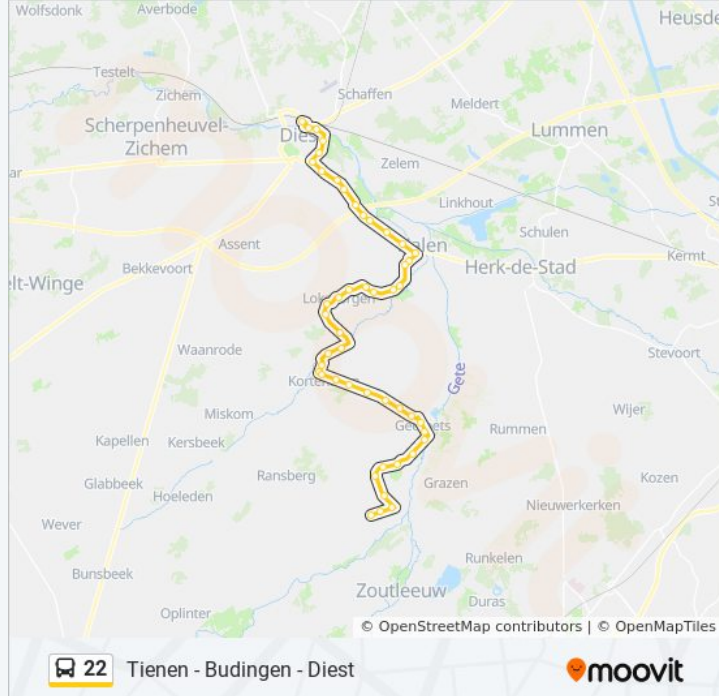 Wolfsdonk
Averbode
Heusde
Testelt
Zichem
Schaffen
Meldert
Scherpenheuvel-
Zichem
Lummen
Zelem
ar
Linkhout
St
Assent
Schulen
Kermt
Bekkevoort
Herk-de-Stad
elt-Winge
Waanrode
Stevoort
Gete
Miskom
Wijer
Kapellen
Kersbeek
Rummen
Ransberg
Kozen
Glabbeek
Grazen
Hoeleden
Nieuwerkerken
Wever
Runkelen
Bunsbeek
Zoutleeuw
Duras
Oplinter
© OpenStreetMap contributors | © OpenMapTiles
22 Tienen - Budingen - Diest
moovit